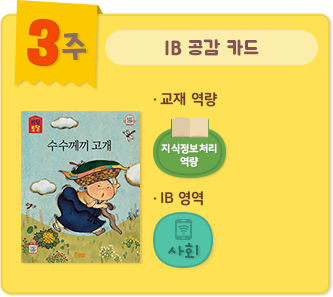 3주
IB 공감 카드
수수께끼 고개
· 교재 역량
지식정보처리
역량
· IB 영역
사회